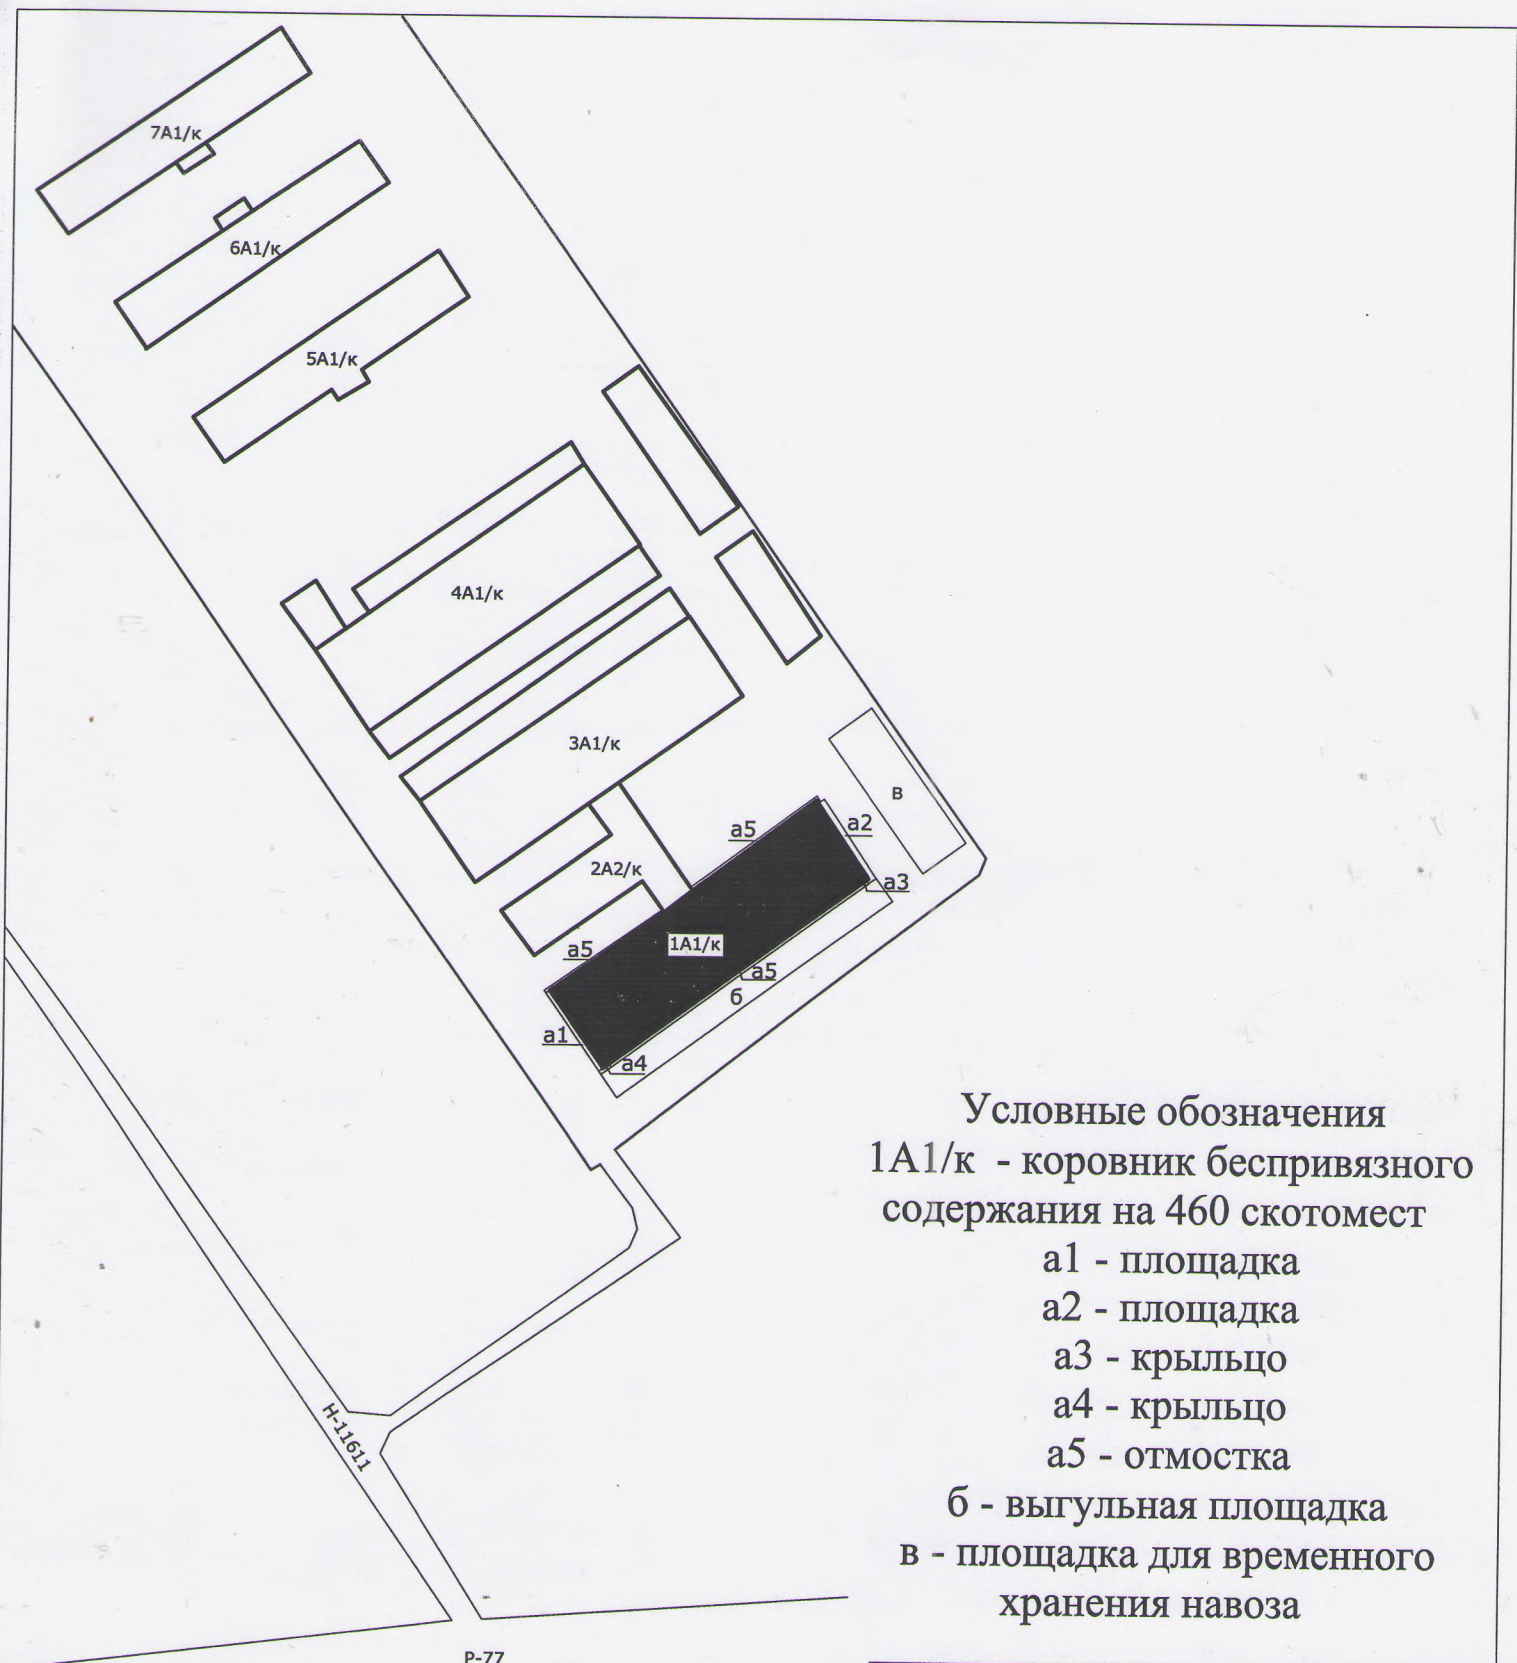 7А1/к
6А1/к
5А1/к
4А1/к
3А1/к
в
а5
а2
2А2/к
а3
а5
1А1/к
а5
б
а1
а4
Условные обозначения
1А1/к - коровник беспривязного
содержания на 460 скотомест
а1 - площадка
а2 - площадка
а3 - крыльцо
а4 - крыльцо
а5 - отмостка
б - выгульная площадка
в - площадка для временного
хранения навоза
Н-11611
Р-77